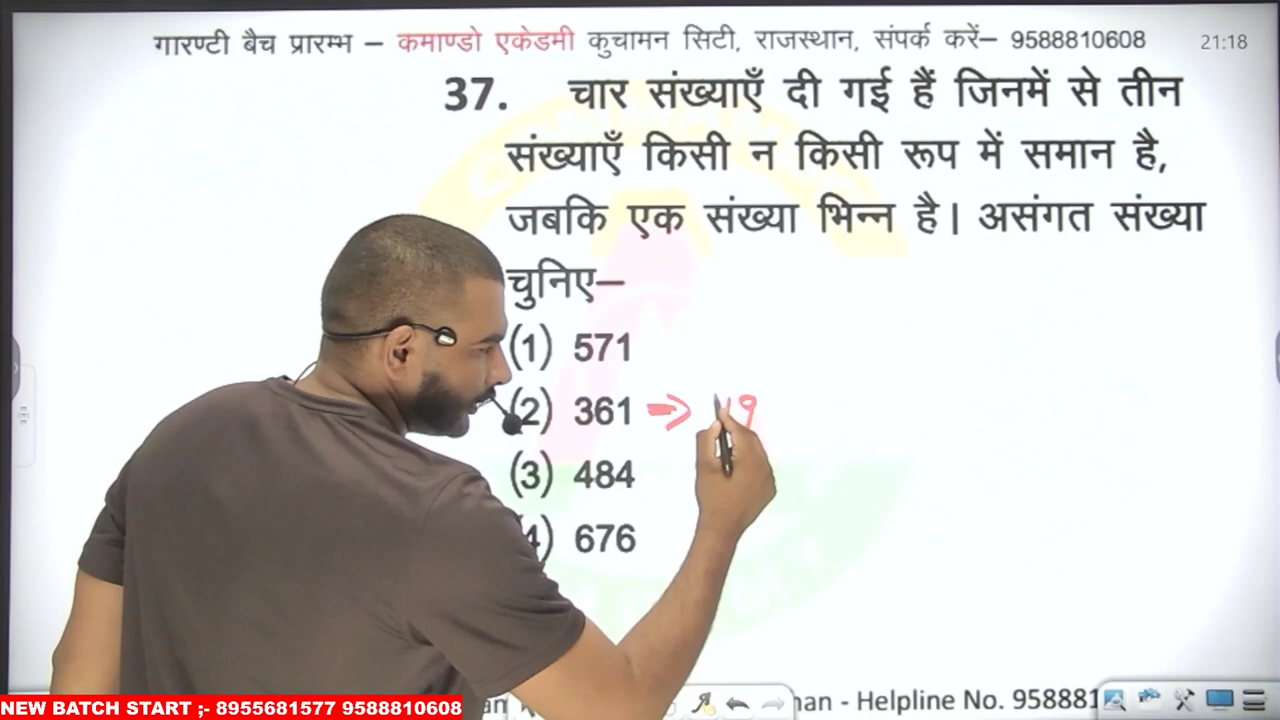 गारण्टी बैच प्रारम्भ – कमाण्डो एकेडमी कुचामन सिटी, राजस्थान, संपर्क करें– 9588810608
21:18
37. चार संख्याएँ दी गई हैं जिनमें से तीन
संख्याएँ किसी न किसी रूप में समान है,
जबकि एक संख्या भिन्न है। असंगत संख्या
चुनिए–
(1) 571
(2) 361 → 19
(3) 484
(4) 676
- Helpline No. 958881
NEW BATCH START ;- 8955681577 9588810608